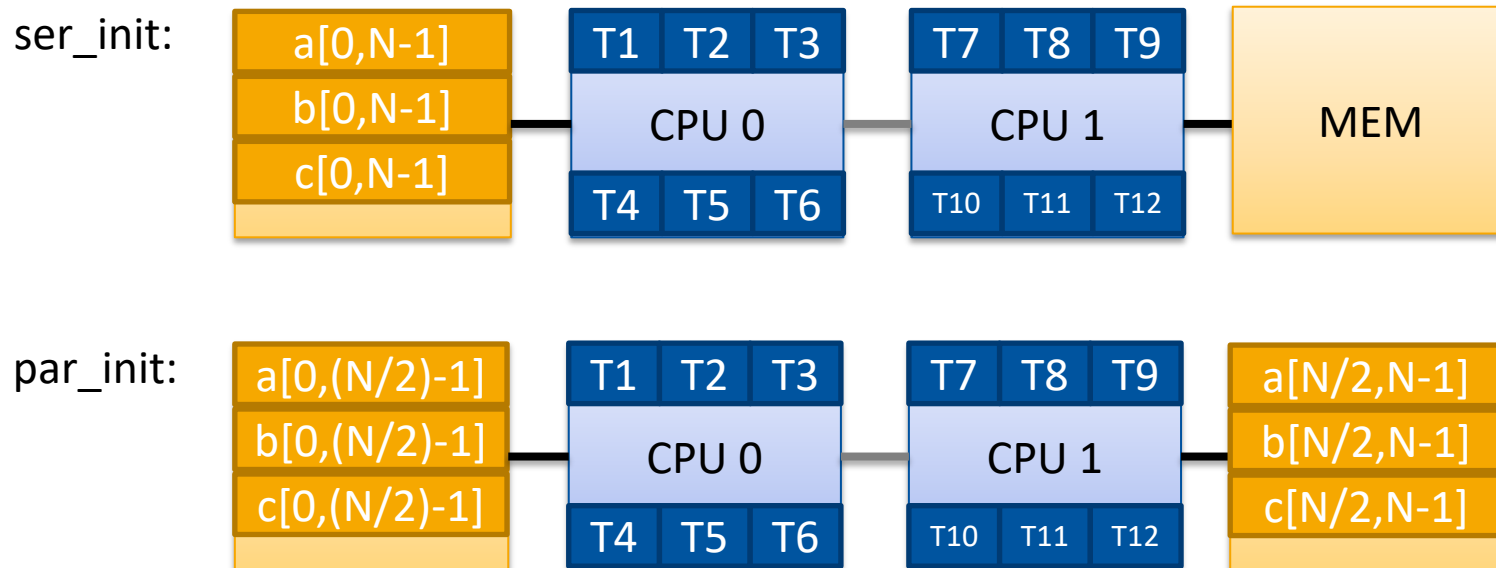 ser_init:
a[0,N-1]
b[0,N-1]
c[0,N-1]
T1 T2 T3
CPU 0
T4 T5 T6
T7 T8 T9
CPU 1
T10 T11 T12
MEM
par_init:
a[0,(N/2)-1]
b[0,(N/2)-1]
c[0,(N/2)-1]
T1 T2 T3
CPU 0
T4 T5 T6
T7 T8 T9
CPU 1
T10 T11 T12
a[N/2,N-1]
b[N/2,N-1]
c[N/2,N-1]